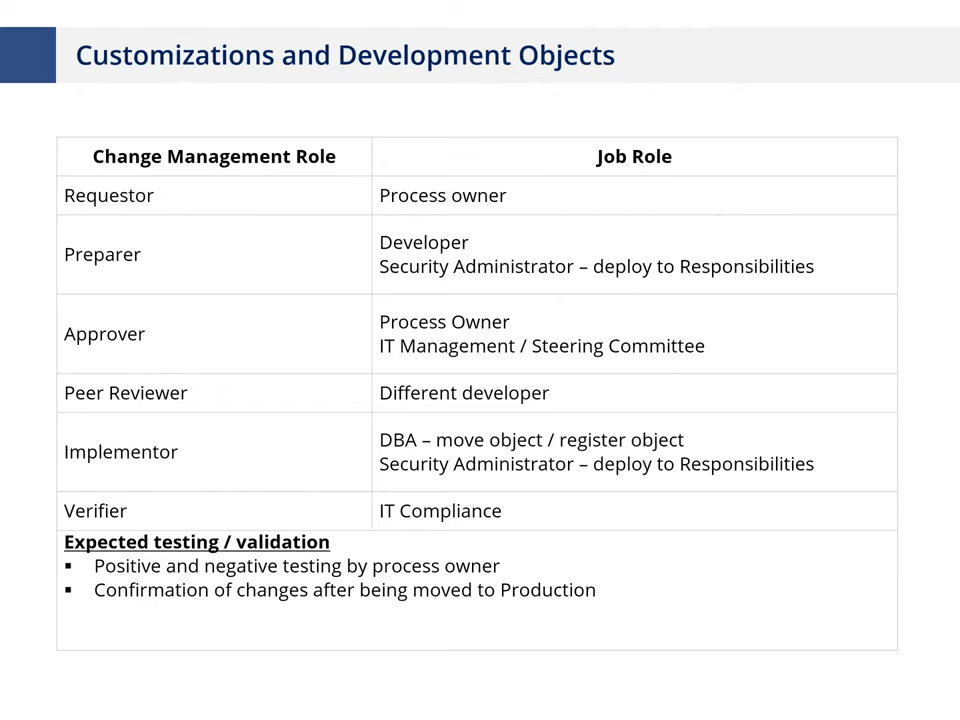 Customizations and Development Objects
Change Management Role
Job Role
Requestor
Process owner
Preparer
Developer
Security Administrator – deploy to Responsibilities
Approver
Process Owner
IT Management / Steering Committee
Peer Reviewer
Different developer
Implementor
DBA – move object / register object
Security Administrator – deploy to Responsibilities
Verifier
IT Compliance
Expected testing / validation
▪ Positive and negative testing by process owner
▪ Confirmation of changes after being moved to Production